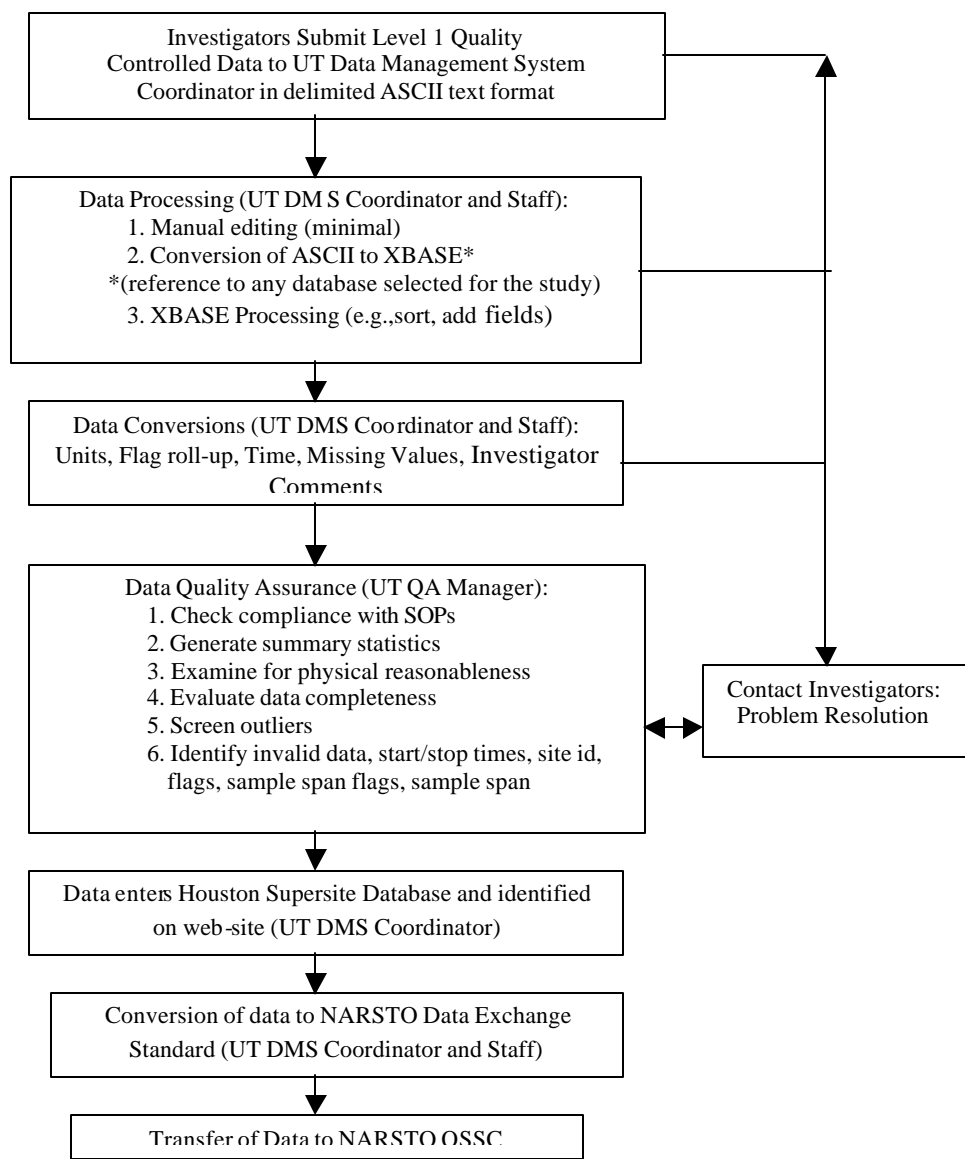 Investigators Submit Level 1 Quality
Controlled Data to UT Data Management System
Coordinator in delimited ASCII text format
Data Processing (UT DM S Coordinator and Staff):
1. Manual editing (minimal)
2. Conversion of ASCII to XBASE*
*(reference to any database selected for the study)
3. XBASE Processing (e.g.,sort, add fields)
Data Conversions (UT DMS Coordinator and Staff):
Units, Flag roll-up, Time, Missing Values, Investigator
Comments
Data Quality Assurance (UT QA Manager):
1. Check compliance with SOPs
2. Generate summary statistics
3. Examine for physical reasonableness
4. Evaluate data completeness
5. Screen outliers
6. Identify invalid data, start/stop times, site id,
flags, sample span flags, sample span
Contact Investigators:
Problem Resolution
Data enters Houston Supersite Database and identified
on web-site (UT DMS Coordinator)
Conversion of data to NARSTO Data Exchange
Standard (UT DMS Coordinator and Staff)
Transfer of Data to NARSTO QSSC